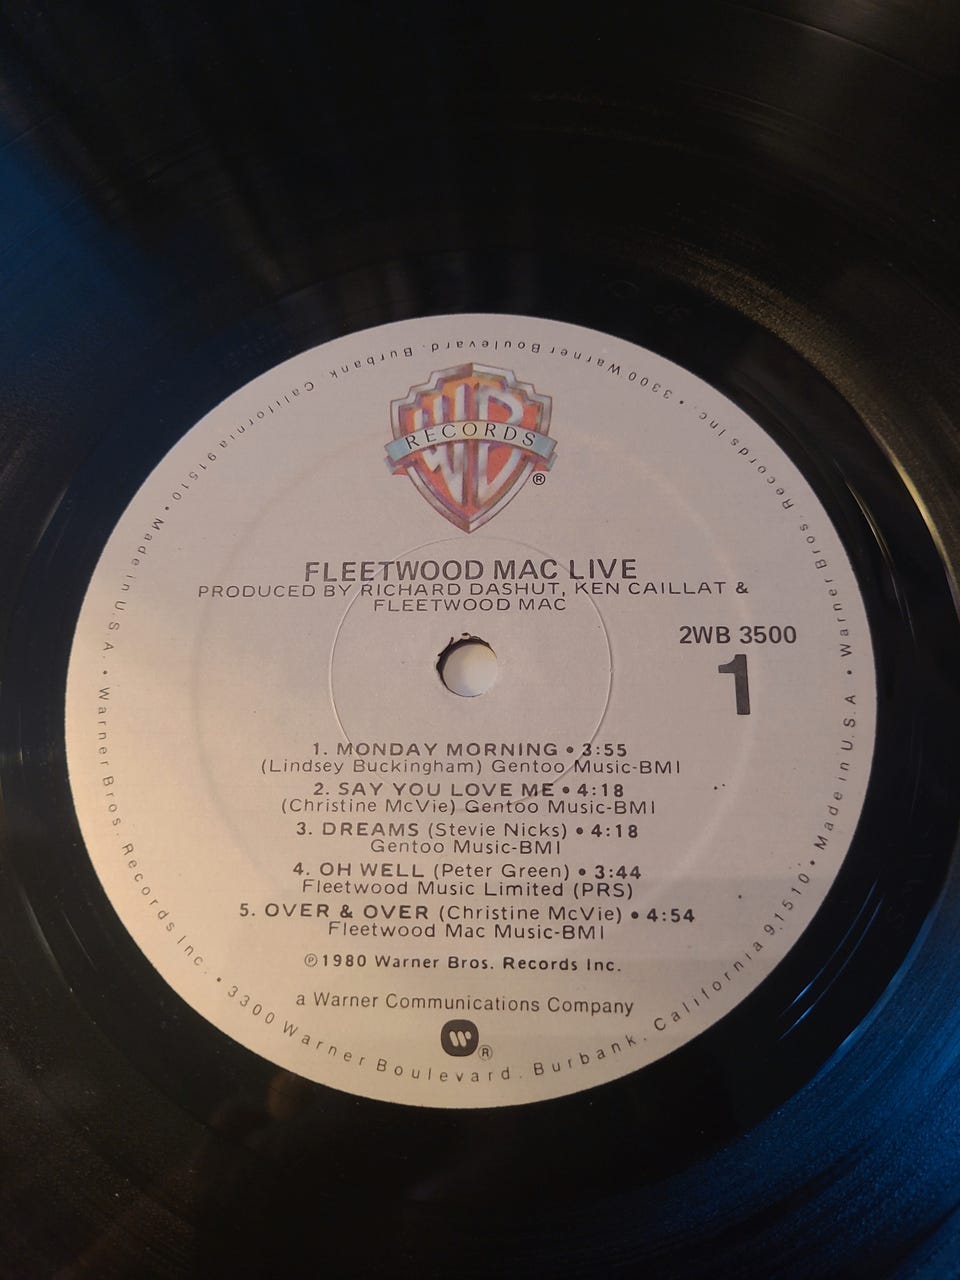 WB
RECORDS
®
FLEETWOOD MAC LIVE
PRODUCED BY RICHARD DASHUT, KEN CAILLAT &
FLEETWOOD MAC
2WB 3500
1
1. MONDAY MORNING • 3:55
(Lindsey Buckingham) Gentoo Music-BMI
2. SAY YOU LOVE ME • 4:18
(Christine McVie) Gentoo Music-BMI
3. DREAMS (Stevie Nicks) • 4:18
Gentoo Music-BMI
4. OH WELL (Peter Green) • 3:44
Fleetwood Music Limited (PRS)
5. OVER & OVER (Christine McVie) • 4:54
Fleetwood Mac Music-BMI
℗1980 Warner Bros. Records Inc.
a Warner Communications Company
®
• Warner Bros. Records Inc. • 3300 Warner Boulevard. Burbank. California 91510 • Made in U.S.A. • Warner Bros. Records Inc. • 3300 Warner Boulevard. Burbank. California 91510 • Made in U.S.A.